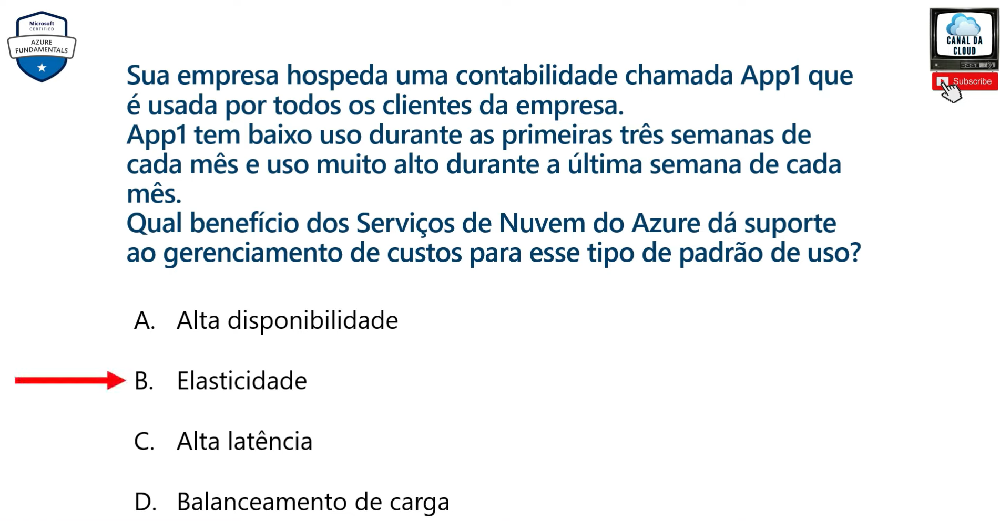 Microsoft
CERTIFIED
AZURE
FUNDAMENTALS
CANAL DA
CLOUD
Subscribe
Sua empresa hospeda uma contabilidade chamada App1 que
é usada por todos os clientes da empresa.
App1 tem baixo uso durante as primeiras três semanas de
cada mês e uso muito alto durante a última semana de cada
mês.
Qual benefício dos Serviços de Nuvem do Azure dá suporte
ao gerenciamento de custos para esse tipo de padrão de uso?
A. Alta disponibilidade
B. Elasticidade
C. Alta latência
D. Balanceamento de carga